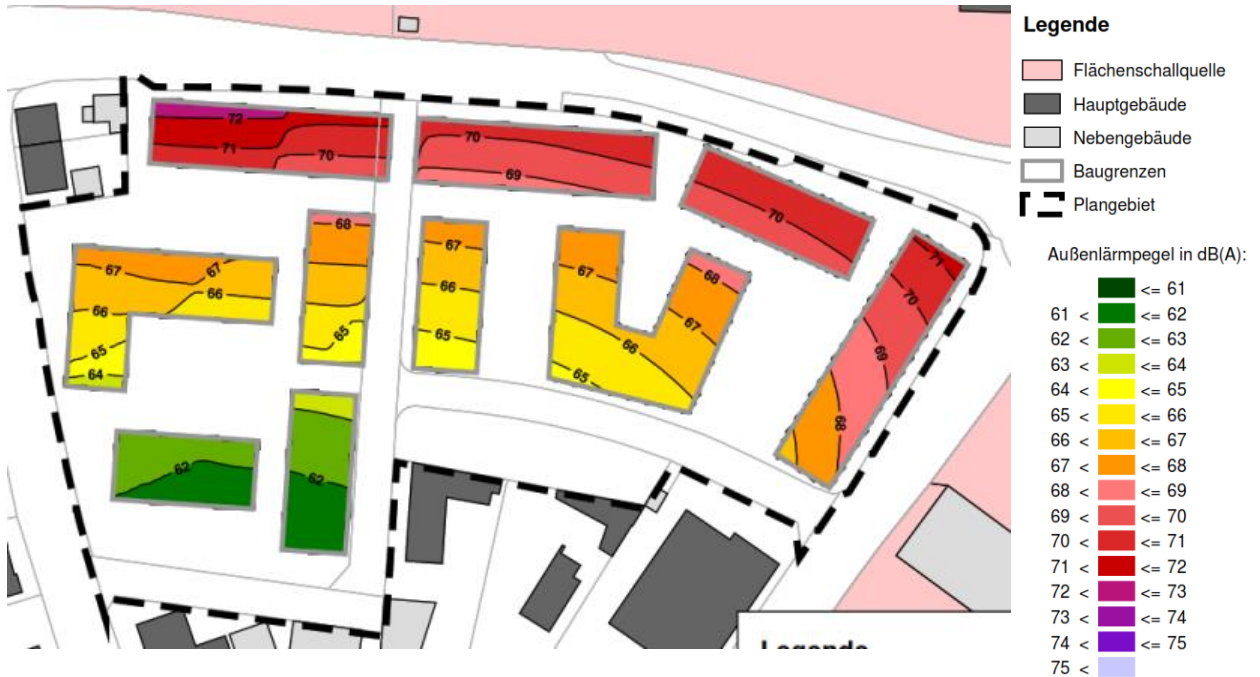 Legende
Flächenschallquelle
Hauptgebäude
Nebengebäude
Baugrenzen
Plangebiet
Außenlärmpegel in dB(A):
<= 61
61 < <= 62
62 < <= 63
63 < <= 64
64 < <= 65
65 < <= 66
66 < <= 67
67 < <= 68
68 < <= 69
69 < <= 70
70 < <= 71
71 < <= 72
72 < <= 73
73 < <= 74
74 < <= 75
75 <
72
71
70
70
69
70
71
70
69
68
68
65
67
66
65
67
68
67
66
65
67
67
66
66
65
64
62
62